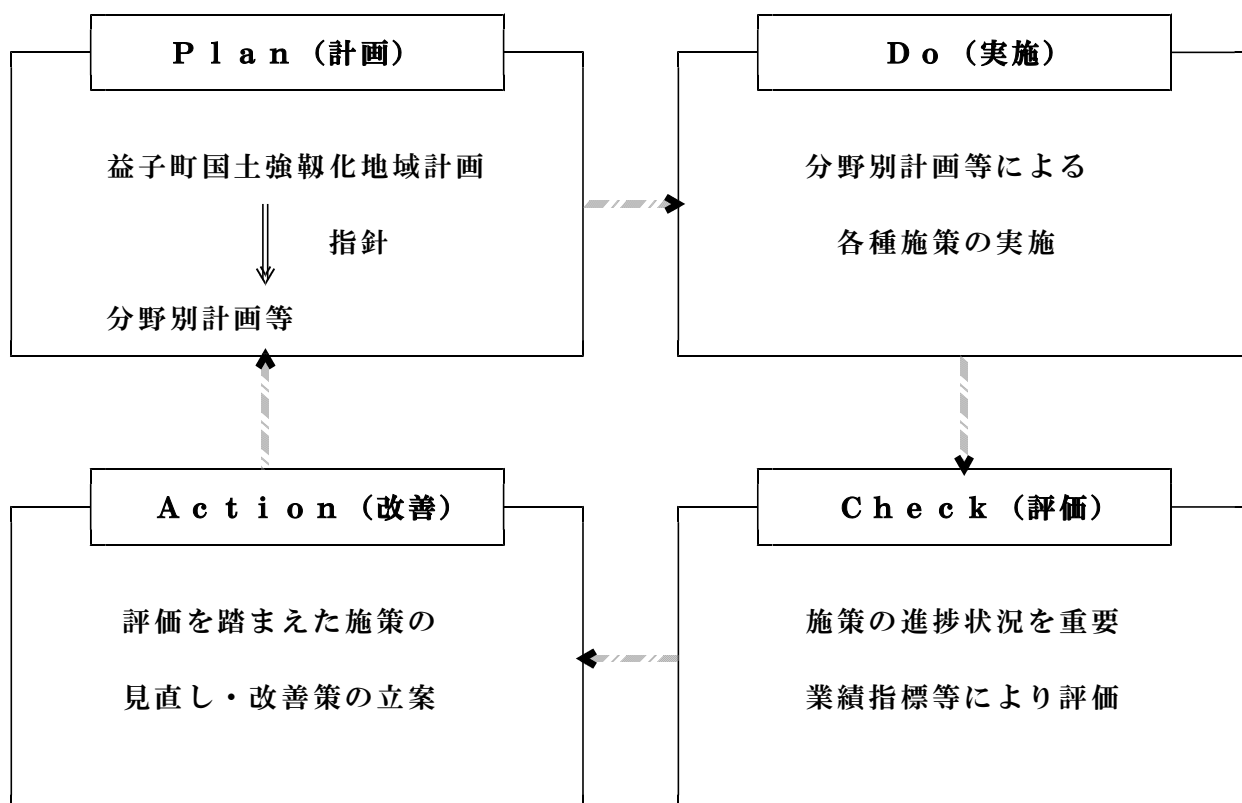 Ｐｌａｎ（計画）
益子町国土強靱化地域計画
指針
分野別計画等
Ｄｏ（実施）
分野別計画等による
各種施策の実施
Ａｃｔｉｏｎ（改善）
評価を踏まえた施策の
見直し・改善策の立案
Ｃｈｅｃｋ（評価）
施策の進捗状況を重要
業績指標等により評価